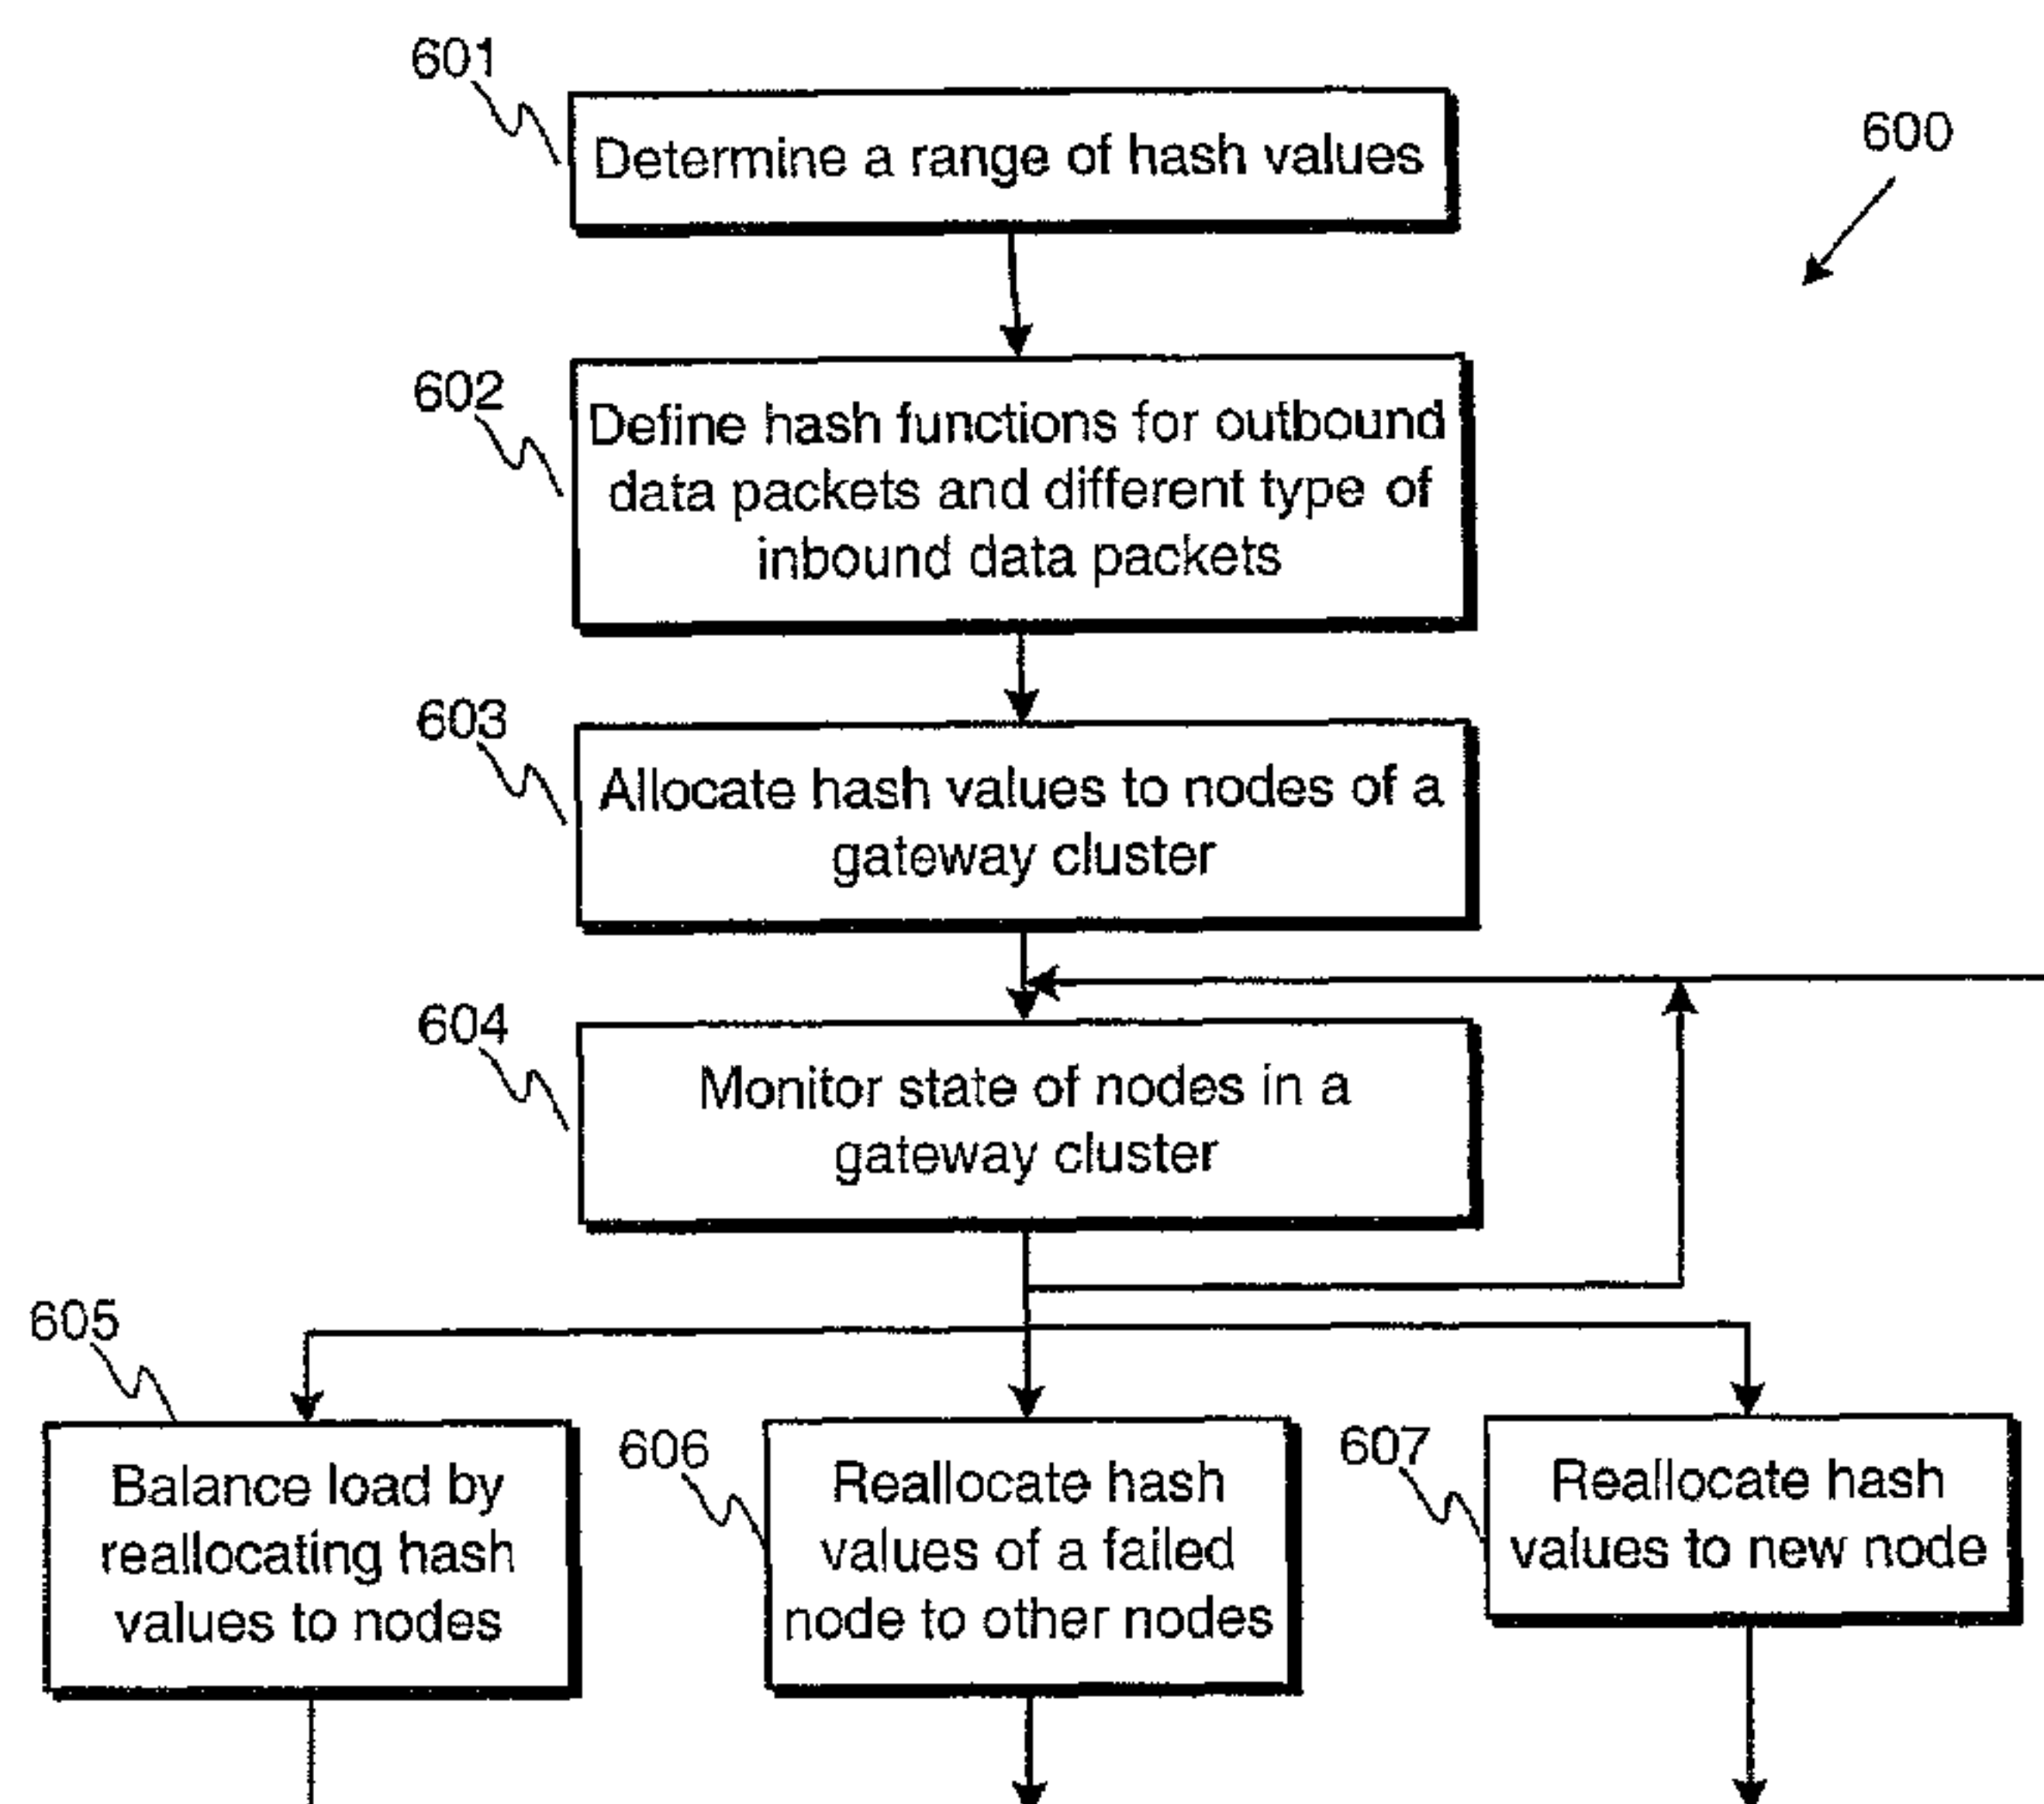 601
Determine a range of hash values
600
602
Define hash functions for outbound
data packets and different type of
inbound data packets
603
Allocate hash values to nodes of a
gateway cluster
604
Monitor state of nodes in a
gateway cluster
605
Balance load by
reallocating hash
values to nodes
606
Reallocate hash
values of a failed
node to other nodes
607
Reallocate hash
values to new node